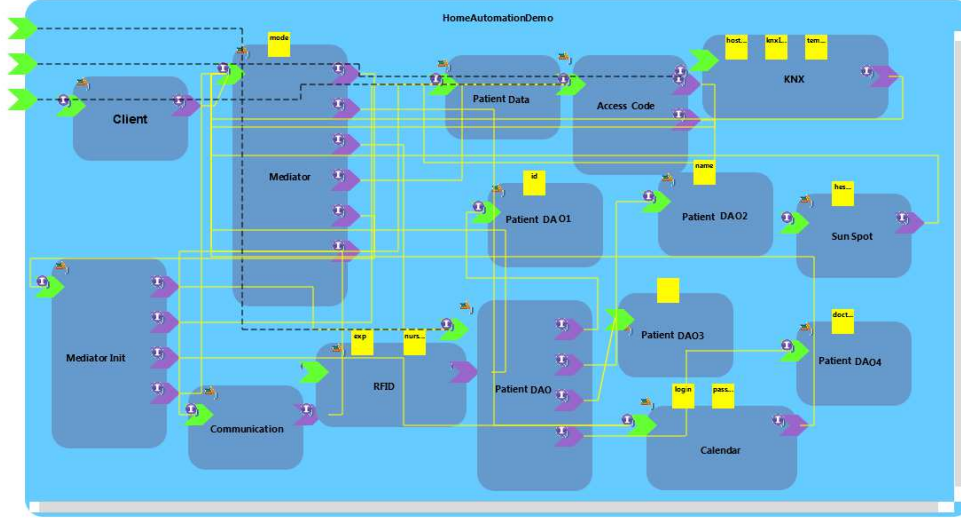 HomeAutomationDemo
mode
host...
knx1...
tem...
KNX
Client
Patient Data
Access Code
Mediator
id
name
Patient DAO1
Patient DAO2
hes...
Sun Spot
Mediator Init
exp
nurs...
RFID
Patient DAO
Patient DAO3
doct...
Patient DAO4
login
pass...
Communication
Calendar